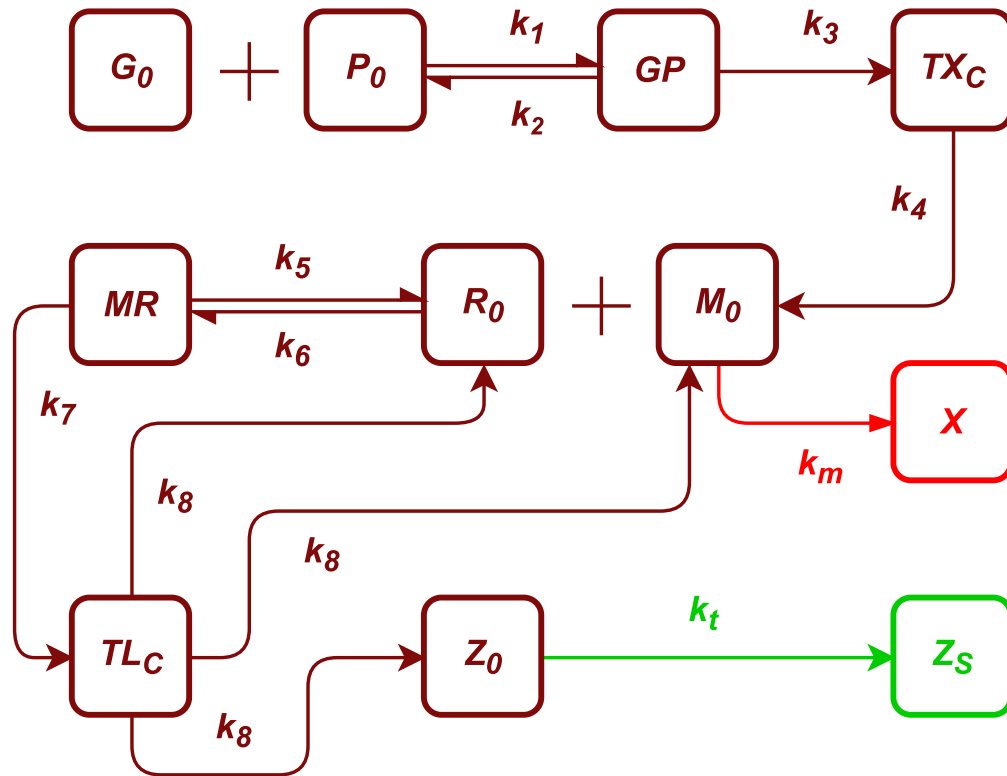 k1 k3
G0 + P0 GP TXC
k2
k4
k5
MR R0 + M0
k6
k7 X
km
k8
k8
kt
TLC Z0 ZS
k8